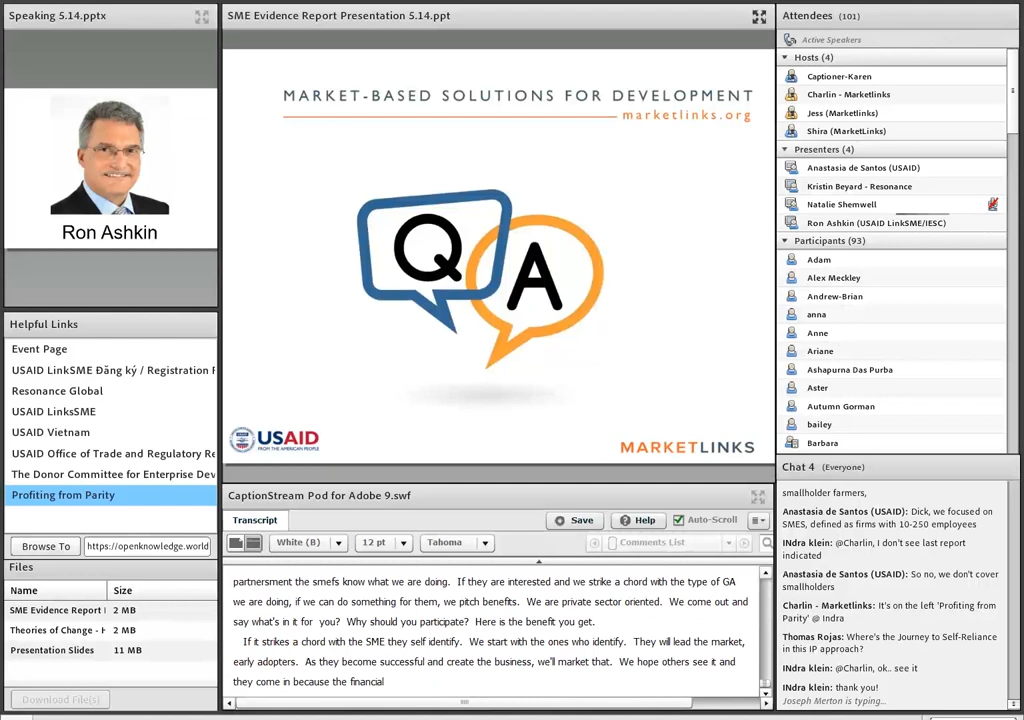 Speaking 5.14.pptx
Ron Ashkin
Helpful Links
Event Page
USAID LinkSME Đăng ký / Registration F
Resonance Global
USAID LinksSME
USAID Vietnam
USAID Office of Trade and Regulatory Re
The Donor Committee for Enterprise Dev
Profiting from Parity
Browse To
https://openknowledge.world
Files
Name Size
SME Evidence Report 2 MB
Theories of Change - 2 MB
Presentation Slides 11 MB
Download File(s)
SME Evidence Report Presentation 5.14.ppt
MARKET-BASED SOLUTIONS FOR DEVELOPMENT
marketlinks.org
Q A
USAID
FROM THE AMERICAN PEOPLE
MARKETLINKS
CaptionStream Pod for Adobe 9.swf
Transcript
Save
Help
Auto-Scroll
White (B)
12 pt
Tahoma
Comments List
partnersment the smefs know what we are doing. If they are interested and we strike a chord with the type of GA
we are doing, if we can do something for them, we pitch benefits. We are private sector oriented. We come out and
say what's in it for you? Why should you participate? Here is the benefit you get.
If it strikes a chord with the SME they self identify. We start with the ones who identify. They will lead the market,
early adopters. As they become successful and create the business, we'll market that. We hope others see it and
they come in because the financial
Attendees (101)
Active Speakers
Hosts (4)
Captioner-Karen
Charlin - Marketlinks
Jess (Marketlinks)
Shira (MarketLinks)
Presenters (4)
Anastasia de Santos (USAID)
Kristin Beyard - Resonance
Natalie Shemwell
Ron Ashkin (USAID LinkSME/IESC)
Participants (93)
Adam
Alex Meckley
Andrew-Brian
anna
Anne
Ariane
Ashapurna Das Purba
Aster
Autumn Gorman
bailey
Barbara
Chat 4 (Everyone)
smallholder farmers,
Anastasia de Santos (USAID): Dick, we focused on
SMES, defined as firms with 10-250 employees
INdra klein: @Charlin, I don't see last report
indicated
Anastasia de Santos (USAID): So no, we don't cover
smallholders
Charlin - Marketlinks: It's on the left 'Profiting from
Parity' @ Indra
Thomas Rojas: Where's the Journey to Self-Reliance
in this IP approach?
INdra klein: @Charlin, ok.. see it
INdra klein: thank you!
Joseph Merton is typing...